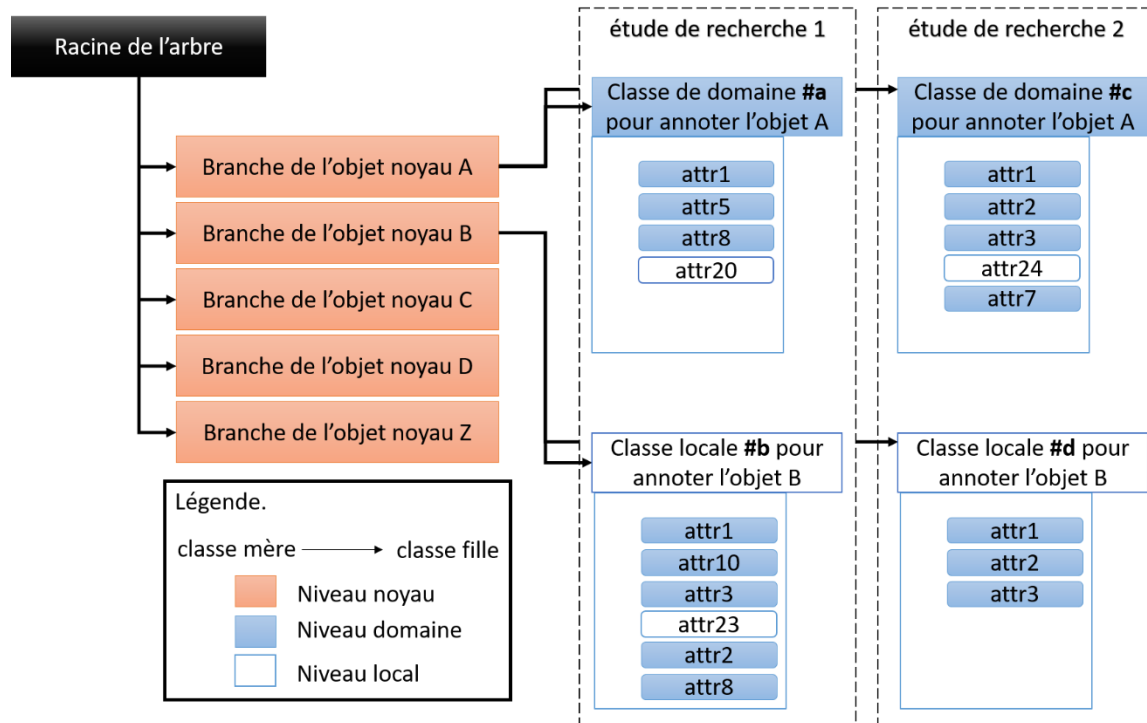 Racine de l’arbre
Branche de l’objet noyau A
Branche de l’objet noyau B
Branche de l’objet noyau C
Branche de l’objet noyau D
Branche de l’objet noyau Z
Légende.
classe mère
classe fille
Niveau noyau
Niveau domaine
Niveau local
étude de recherche 1
Classe de domaine #a
pour annoter l’objet A
attr1
attr5
attr8
attr20
Classe locale #b pour
annoter l’objet B
attr1
attr10
attr3
attr23
attr2
attr8
étude de recherche 2
Classe de domaine #c
pour annoter l’objet A
attr1
attr2
attr3
attr24
attr7
Classe locale #d pour
annoter l’objet B
attr1
attr2
attr3